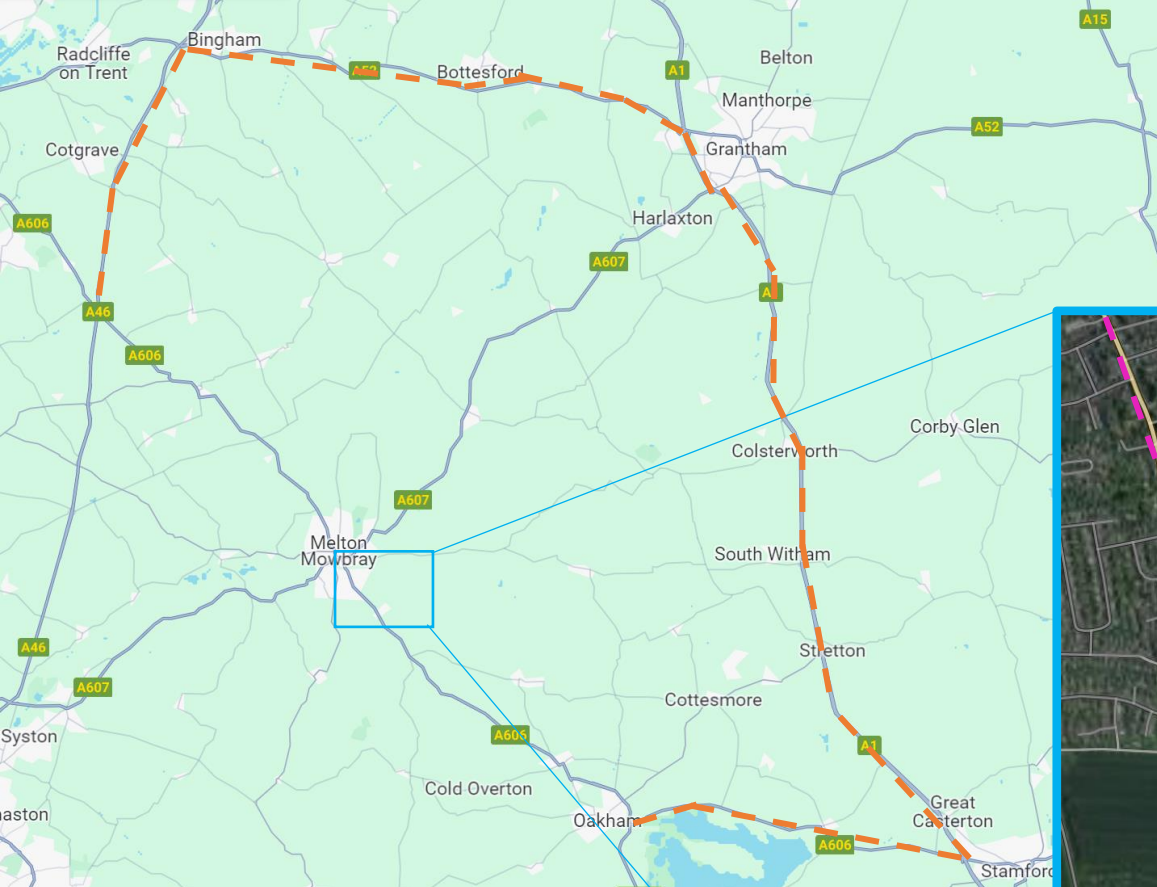 A15
Bingham
Radcliffe
on Trent
Belton
A52
Bottesford
A1
Manthorpe
A52
Cotgrave
Grantham
A606
Harlaxton
A607
A1
A46
A606
Corby Glen
Colsterworth
A607
Melton
Mowbray
South Witham
A46
Stretton
A607
Cottesmore
Syston
A606
A1
Cold Overton
Great
Casterton
aston
Oakham
A606
Stamford